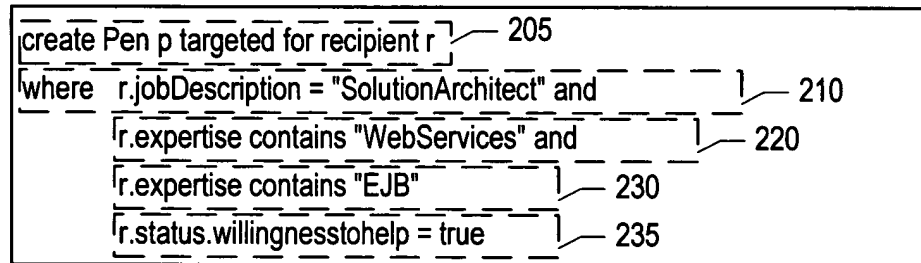 create Pen p targeted for recipient r 205
where r.jobDescription = "SolutionArchitect" and 210
r.expertise contains "WebServices" and 220
r.expertise contains "EJB" 230
r.status.willingnesstohelp = true 235